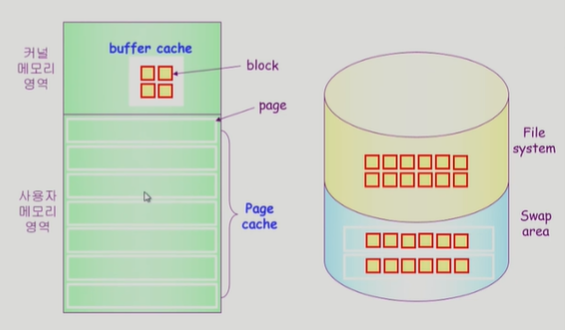 커널
메모리
영역
buffer cache
block
page
사용자
메모리
영역
Page
cache
File
system
Swap
area